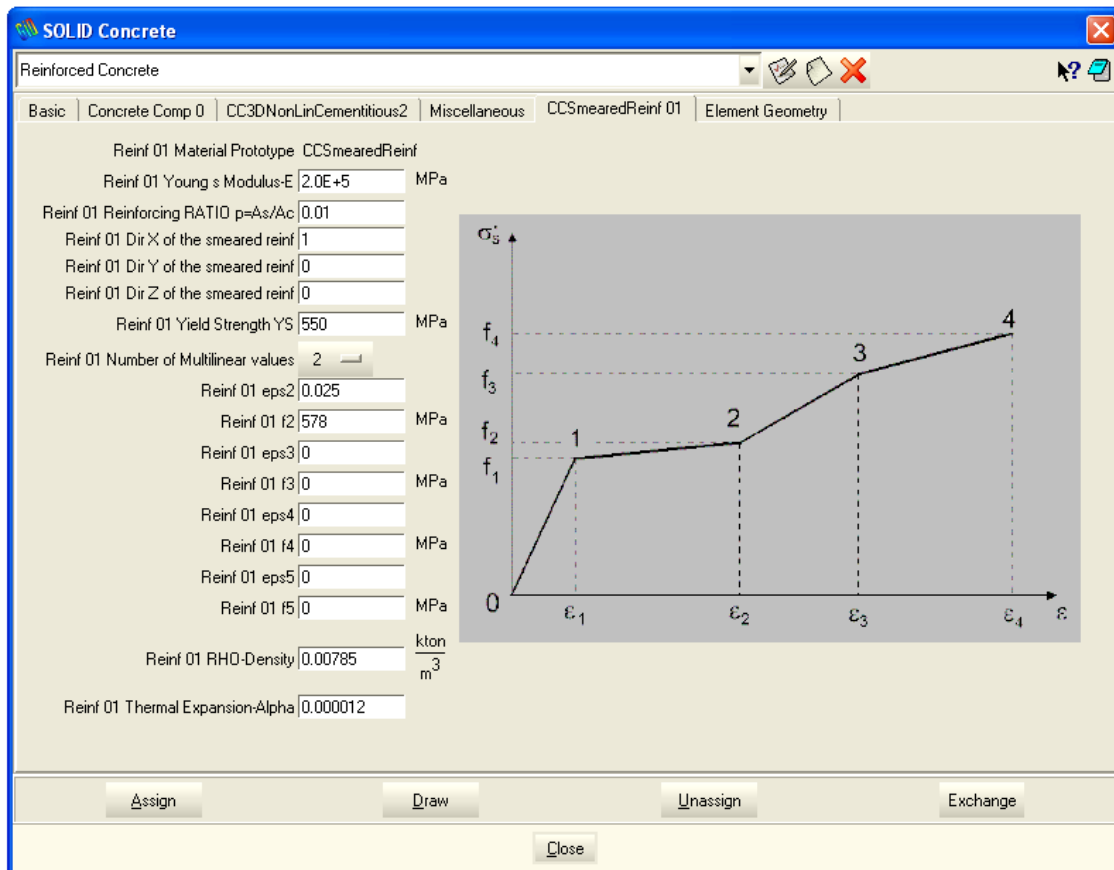 SOLID Concrete
Reinforced Concrete
Basic Concrete Comp 0 CC3DNonLinCementitious2 Miscellaneous CCSmearedReinf 01 Element Geometry
Reinf 01 Material Prototype CCSmearedReinf
Reinf 01 Young s Modulus-E 2.0E+5 MPa
Reinf 01 Reinforcing RATIO p=As/Ac 0.01
Reinf 01 Dir X of the smeared reinf 1
Reinf 01 Dir Y of the smeared reinf 0
Reinf 01 Dir Z of the smeared reinf 0
Reinf 01 Yield Strength YS 550 MPa
Reinf 01 Number of Multilinear values 2
Reinf 01 eps2 0.025
Reinf 01 f2 578 MPa
Reinf 01 eps3 0
Reinf 01 f3 0 MPa
Reinf 01 eps4 0
Reinf 01 f4 0 MPa
Reinf 01 eps5 0
Reinf 01 f5 0 MPa
Reinf 01 RHO-Density 0.00785 kton/m³
Reinf 01 Thermal Expansion-Alpha 0.000012
σs
f4
f3
f2
f1
1
2
3
4
0 ε1 ε2 ε3 ε4 ε
Assign Draw Unassign Exchange
Close